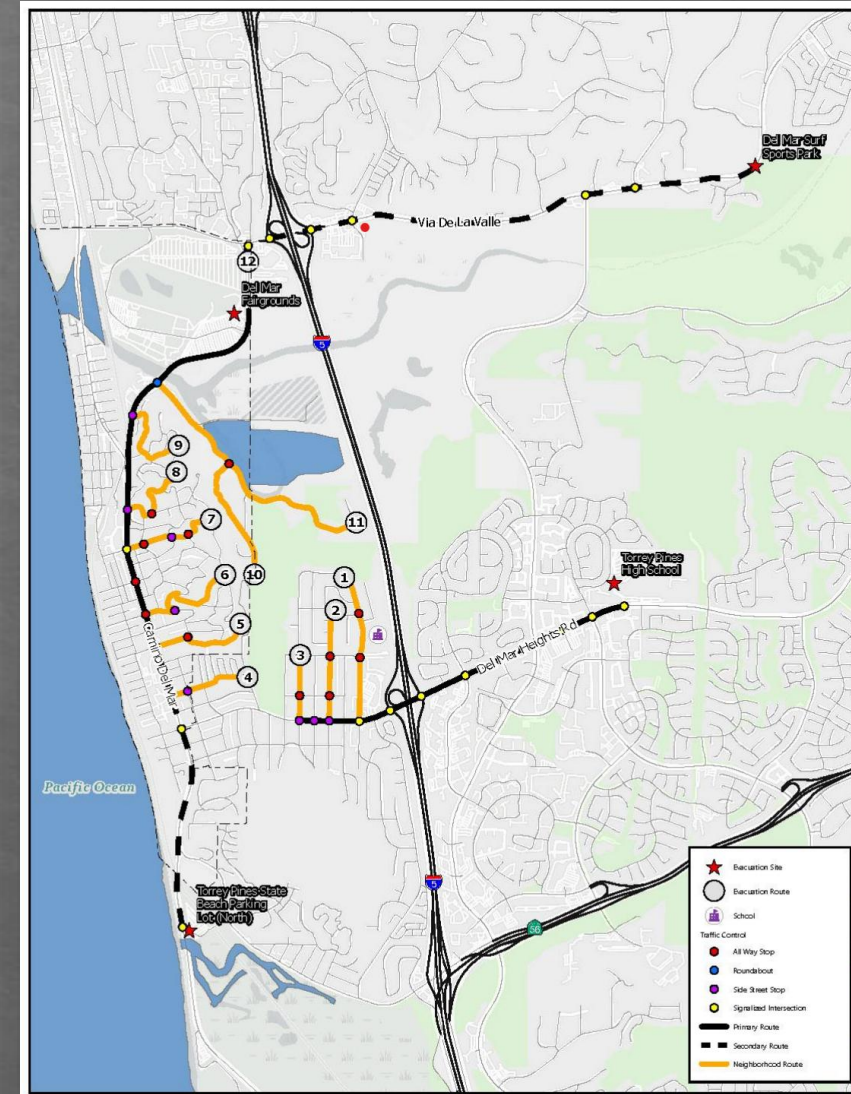 Del Mar Surf
Sports Park
Via De La Valle
12
Del Mar
Fairgrounds
5
9
8
7
11
6
10
1
Torrey Pines
High School
2
5
3
4
Camino Del Mar
Del Mar Heights Rd
Pacific Ocean
5
Torrey Pines State
Beach Parking
Lot (North)
56
Evacuation Site
Evacuation Route
School
Traffic Control
All Way Stop
Roundabout
Side Street Stop
Signalized Intersection
Primary Route
Secondary Route
Neighborhood Route